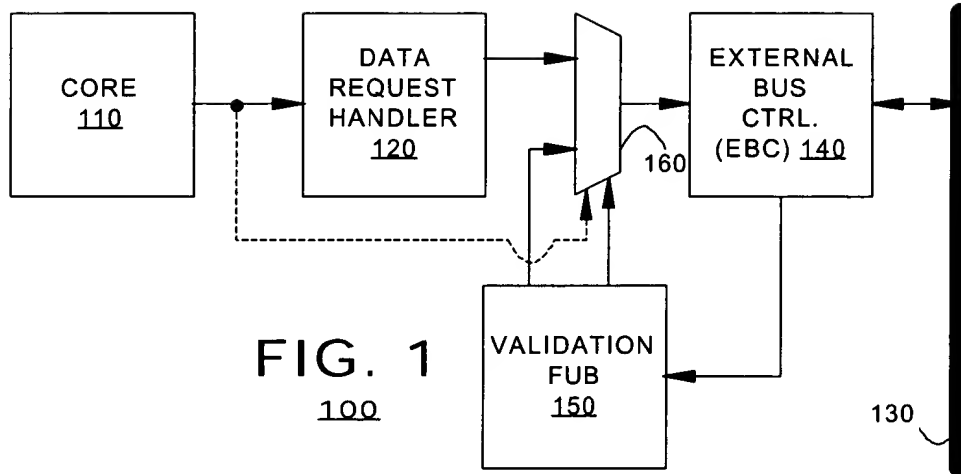 CORE
110
DATA
REQUEST
HANDLER
120
160
EXTERNAL
BUS
CTRL.
(EBC) 140
VALIDATION
FUB
150
FIG. 1
100
130